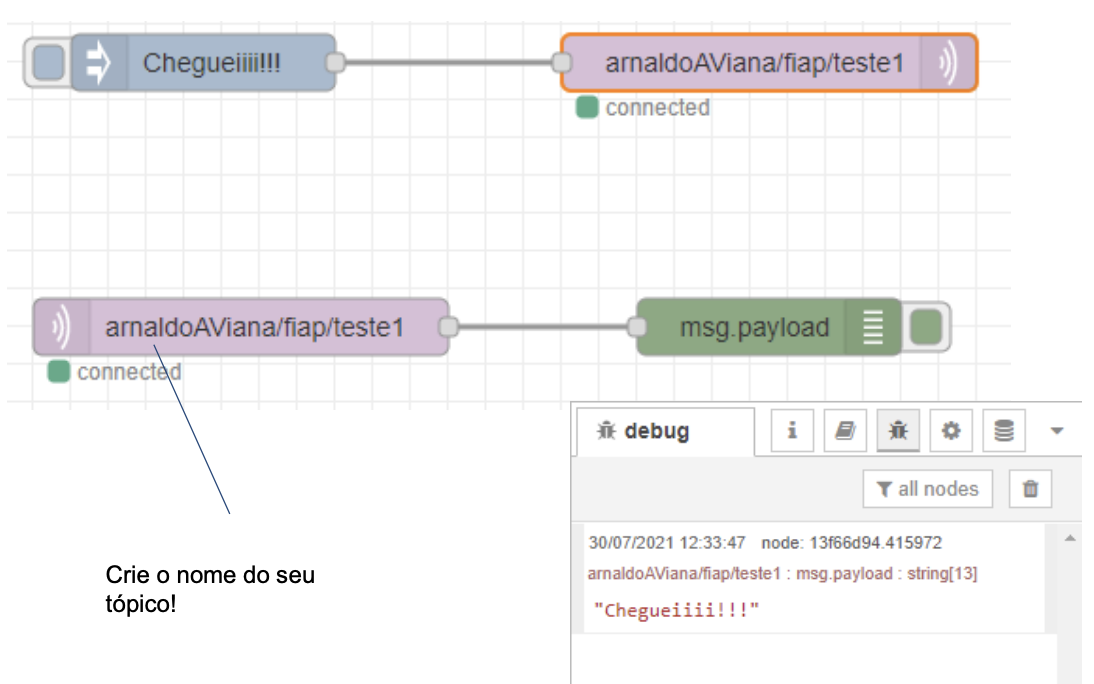 Chegueiiii!!!
arnaldoAViana/fiap/teste1
connected
arnaldoAViana/fiap/teste1
msg.payload
connected
debug
all nodes
30/07/2021 12:33:47 node: 13f66d94.415972
arnaldoAViana/fiap/teste1 : msg.payload : string[13]
"Chegueiiii!!!"
Crie o nome do seu
tópico!